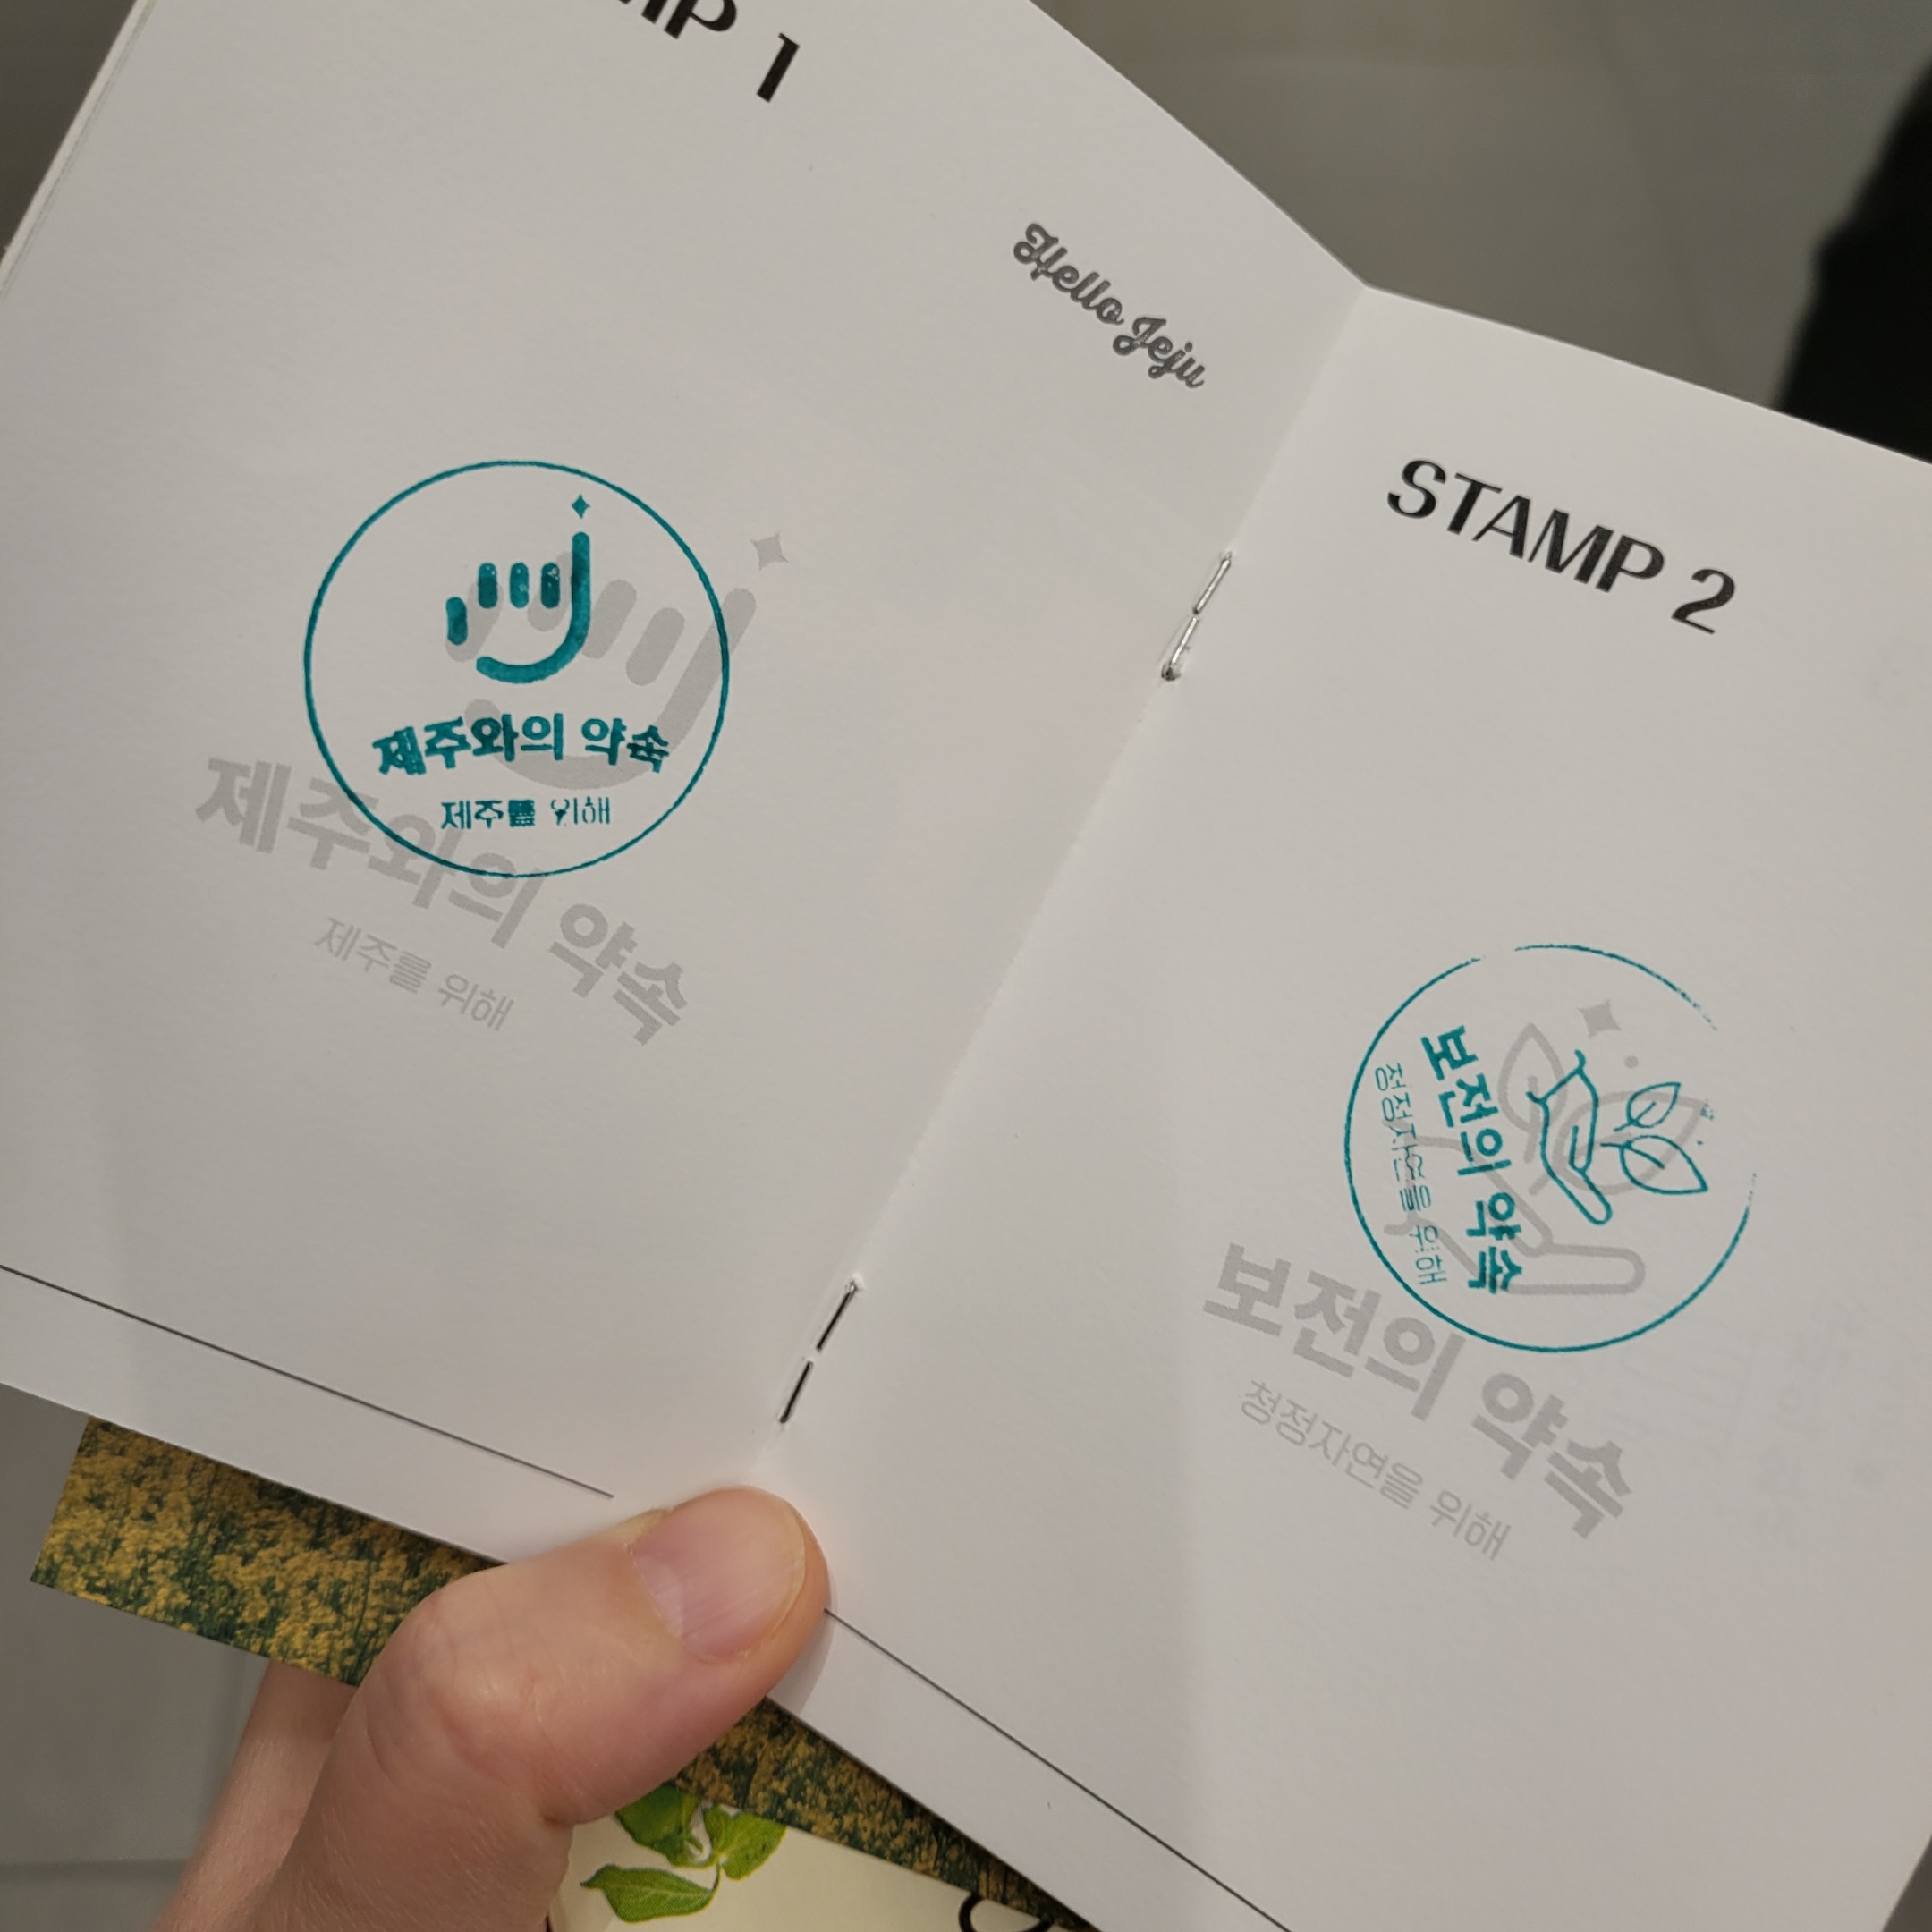 MP 1
Hello Jeju
제주와의 약속
제주를 위해
제주와의 약속
제주를 위해
STAMP 2
보전의 약속
청정자연을 위해
보전의 약속
청정자연을 위해